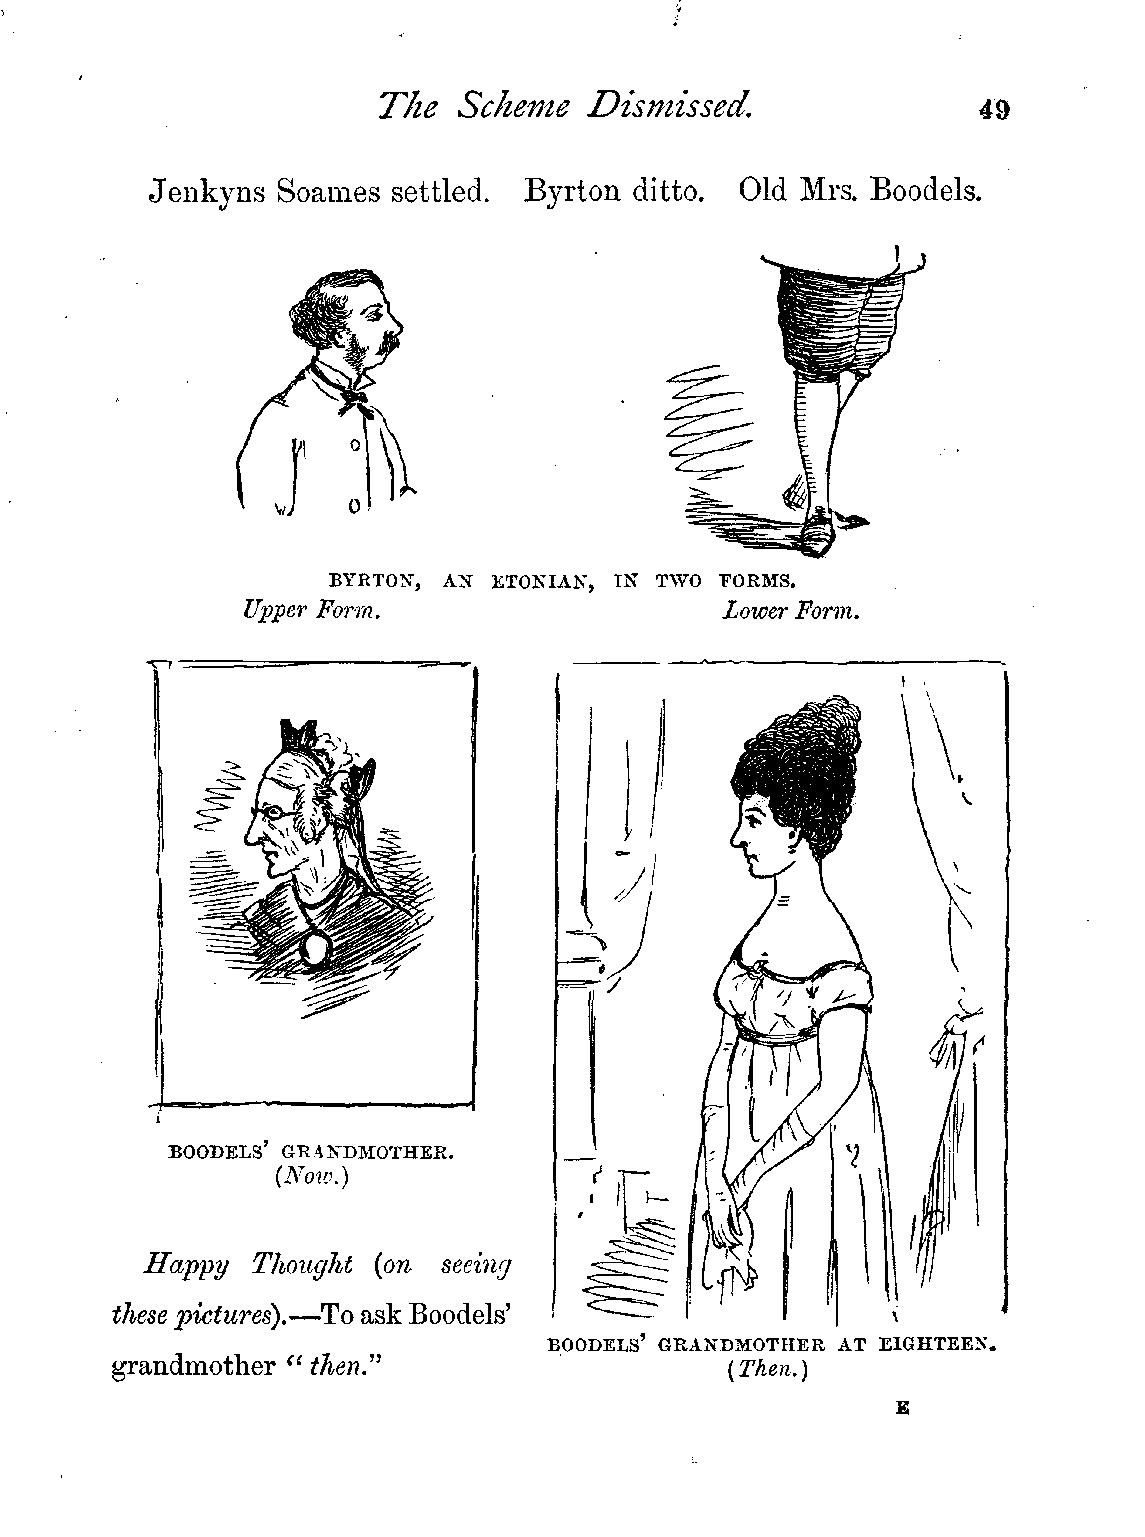 The Scheme Dismissed. 49
Jenkyns Soames settled. Byrton ditto. Old Mrs. Boodels.
BYRTON, AN ETONIAN, IN TWO FORMS.
Upper Form. Lower Form.
BOODELS' GRANDMOTHER.
(Now.)
Happy Thought (on seeing
these pictures).—To ask Boodels'
grandmother “then.”
BOODELS' GRANDMOTHER AT EIGHTEEN.
(Then.)
E